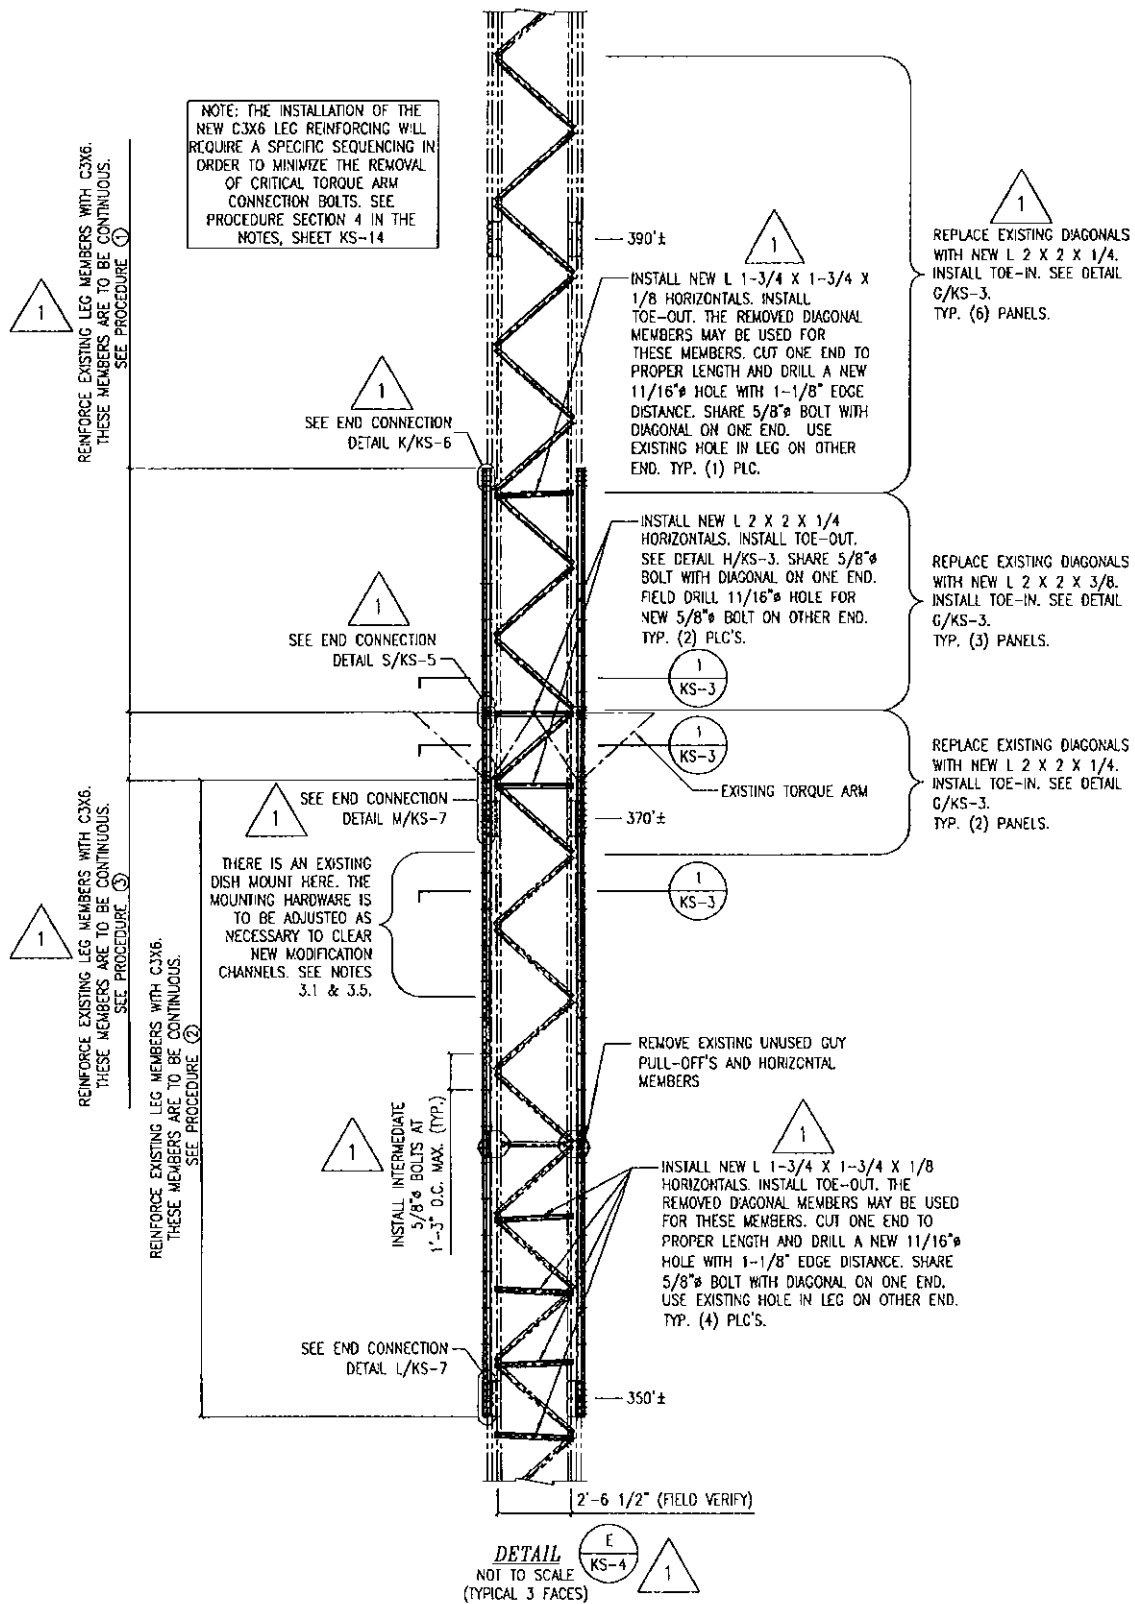 NOTE: THE INSTALLATION OF THE
NEW C3X6 LEG REINFORCING WILL
REQUIRE A SPECIFIC SEQUENCING IN
ORDER TO MINIMIZE THE REMOVAL
OF CRITICAL TORQUE ARM
CONNECTION BOLTS. SEE
PROCEDURE SECTION 4 IN THE
NOTES, SHEET KS-14
REINFORCE EXISTING LEG MEMBERS WITH C3X6.
THESE MEMBERS ARE TO BE CONTINUOUS.
SEE PROCEDURE ①
1
390'±
1
INSTALL NEW L 1-3/4 X 1-3/4 X
1/8 HORIZONTALS. INSTALL
TOE-OUT. THE REMOVED DIAGONAL
MEMBERS MAY BE USED FOR
THESE MEMBERS. CUT ONE END TO
PROPER LENGTH AND DRILL A NEW
11/16"ø HOLE WITH 1-1/8" EDGE
DISTANCE. SHARE 5/8"ø BOLT WITH
DIAGONAL ON ONE END. USE
EXISTING HOLE IN LEG ON OTHER
END. TYP. (1) PLC.
1
REPLACE EXISTING DIAGONALS
WITH NEW L 2 X 2 X 1/4.
INSTALL TOE-IN. SEE DETAIL
G/KS-3.
TYP. (6) PANELS.
1
SEE END CONNECTION
DETAIL K/KS-6
INSTALL NEW L 2 X 2 X 1/4
HORIZONTALS. INSTALL TOE-OUT.
SEE DETAIL H/KS-3. SHARE 5/8"ø
BOLT WITH DIAGONAL ON ONE END.
FIELD DRILL 11/16"ø HOLE FOR
NEW 5/8"ø BOLT ON OTHER END.
TYP. (2) PLC'S.
REPLACE EXISTING DIAGONALS
WITH NEW L 2 X 2 X 3/8.
INSTALL TOE-IN. SEE DETAIL
G/KS-3.
TYP. (3) PANELS.
1
SEE END CONNECTION
DETAIL S/KS-5
1
KS-3
1
KS-3
REPLACE EXISTING DIAGONALS
WITH NEW L 2 X 2 X 1/4.
INSTALL TOE-IN. SEE DETAIL
G/KS-3.
TYP. (2) PANELS.
EXISTING TORQUE ARM
1
SEE END CONNECTION
DETAIL M/KS-7
370'±
REINFORCE EXISTING LEG MEMBERS WITH C3X6.
THESE MEMBERS ARE TO BE CONTINUOUS.
SEE PROCEDURE ③
1
THERE IS AN EXISTING
DISH MOUNT HERE. THE
MOUNTING HARDWARE IS
TO BE ADJUSTED AS
NECESSARY TO CLEAR
NEW MODIFICATION
CHANNELS. SEE NOTES
3.1 & 3.5.
1
KS-3
REINFORCE EXISTING LEG MEMBERS WITH C3X6.
THESE MEMBERS ARE TO BE CONTINUOUS.
SEE PROCEDURE ②
REMOVE EXISTING UNUSED GUY
PULL-OFF'S AND HORIZONTAL
MEMBERS
1
INSTALL INTERMEDIATE
5/8"ø BOLTS AT
1'-3" O.C. MAX. (TYP.)
1
INSTALL NEW L 1-3/4 X 1-3/4 X 1/8
HORIZONTALS. INSTALL TOE-OUT. THE
REMOVED DIAGONAL MEMBERS MAY BE USED
FOR THESE MEMBERS. CUT ONE END TO
PROPER LENGTH AND DRILL A NEW 11/16"ø
HOLE WITH 1-1/8" EDGE DISTANCE. SHARE
5/8"ø BOLT WITH DIAGONAL ON ONE END.
USE EXISTING HOLE IN LEG ON OTHER END.
TYP. (4) PLC'S.
SEE END CONNECTION
DETAIL L/KS-7
350'±
2'-6 1/2" (FIELD VERIFY)
DETAIL
NOT TO SCALE
(TYPICAL 3 FACES)
E
KS-4
1